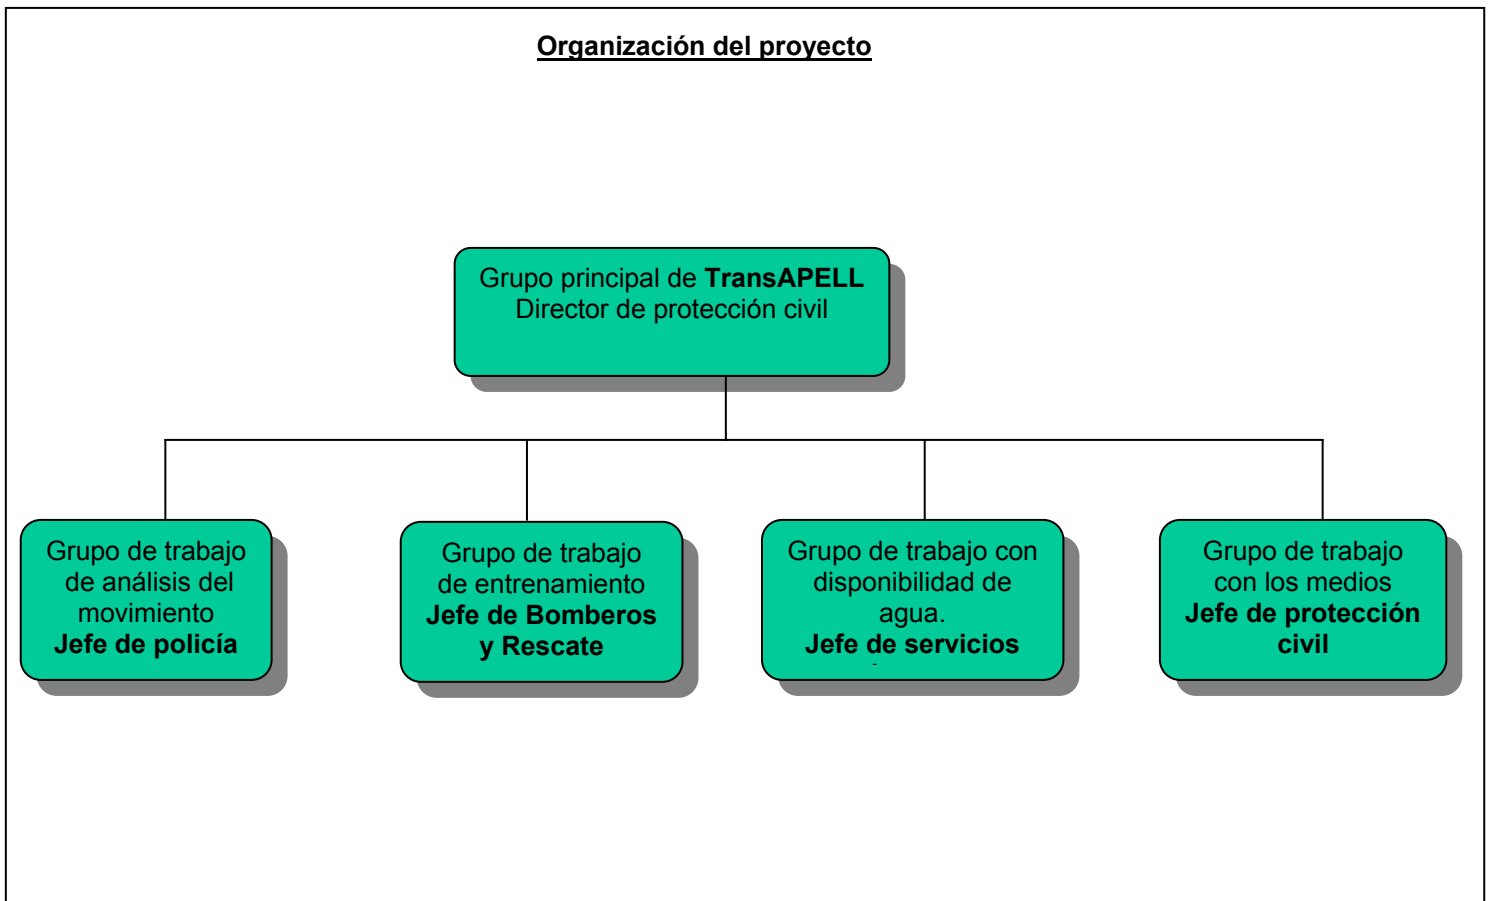 Organización del proyecto
Grupo principal de TransAPELL
Director de protección civil
Grupo de trabajo
de análisis del
movimiento
Jefe de policía
Grupo de trabajo
de entrenamiento
Jefe de Bomberos
y Rescate
Grupo de trabajo con
disponibilidad de
agua.
Jefe de servicios
Grupo de trabajo
con los medios
Jefe de protección
civil